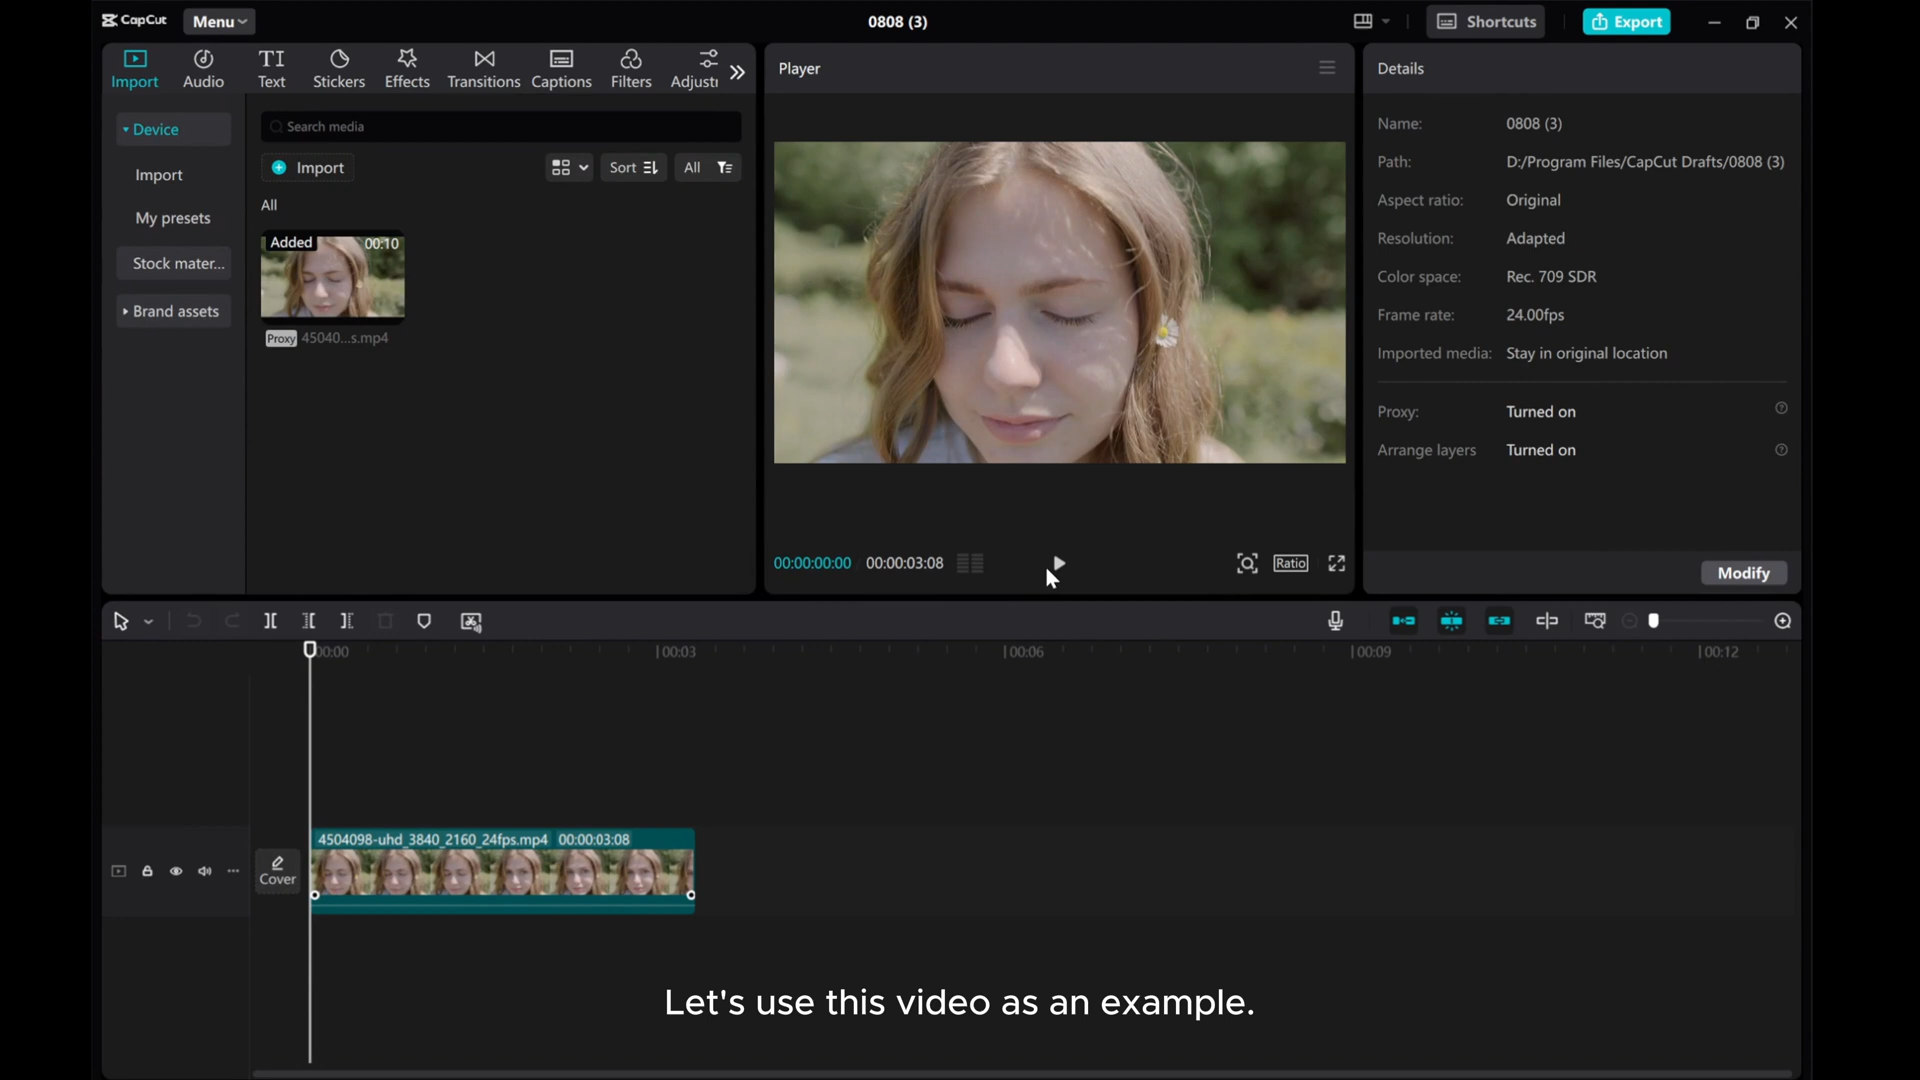 CapCut
Menu
0808 (3)
Shortcuts
Export
Import
Audio
TI
Text
Stickers
Effects
Transitions
Captions
Filters
Adjustr
Player
Details
Device
Import
My presets
Stock mater...
Brand assets
Search media
Import
Sort
All
All
Added
00:10
Proxy
45040...s.mp4
Name: 0808 (3)
Path: D:/Program Files/CapCut Drafts/0808 (3)
Aspect ratio: Original
Resolution: Adapted
Color space: Rec. 709 SDR
Frame rate: 24.00fps
Imported media: Stay in original location
Proxy: Turned on
Arrange layers Turned on
Modify
00:00:00:00 / 00:00:03:08
Ratio
00:00
00:03
00:06
00:09
00:12
4504098-uhd_3840_2160_24fps.mp4 00:00:03:08
Cover
Let's use this video as an example.